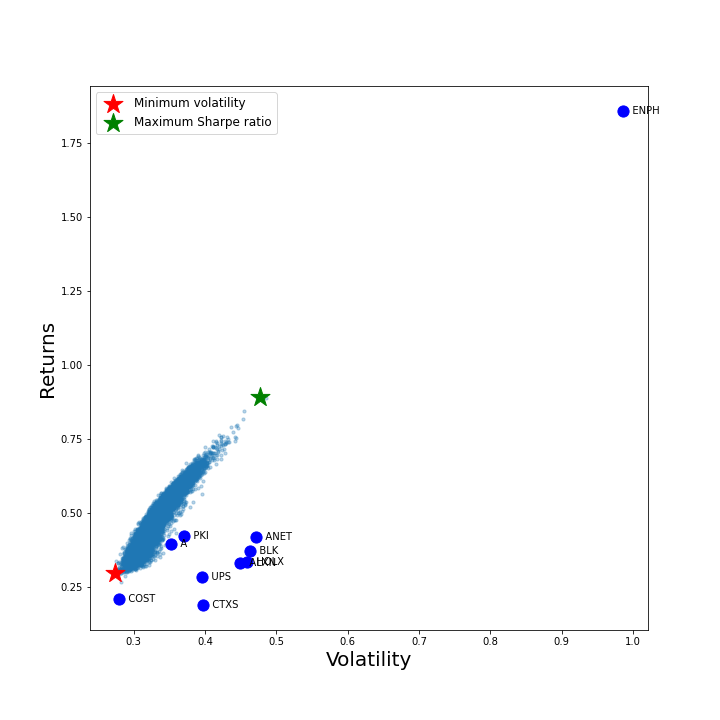 Minimum volatility
Maximum Sharpe ratio
ENPH
1.75
1.50
1.25
1.00
0.75
0.50
0.25
Returns
PKI
A
ANET
BLK
HOLX
UPS
COST
CTXS
0.3 0.4 0.5 0.6 0.7 0.8 0.9 1.0
Volatility